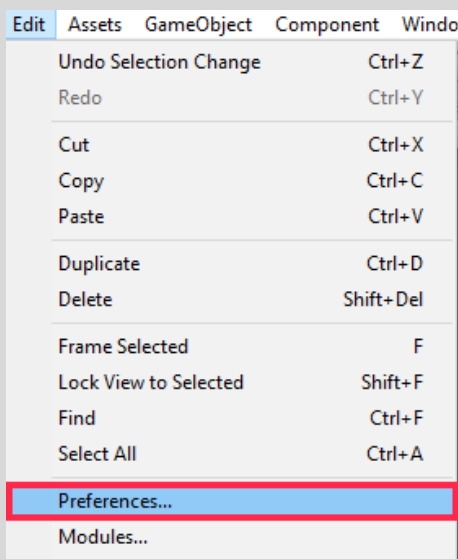 Edit Assets GameObject Component Windo
Undo Selection Change Ctrl+Z
Redo Ctrl+Y
Cut Ctrl+X
Copy Ctrl+C
Paste Ctrl+V
Duplicate Ctrl+D
Delete Shift+Del
Frame Selected F
Lock View to Selected Shift+F
Find Ctrl+F
Select All Ctrl+A
Preferences...
Modules...